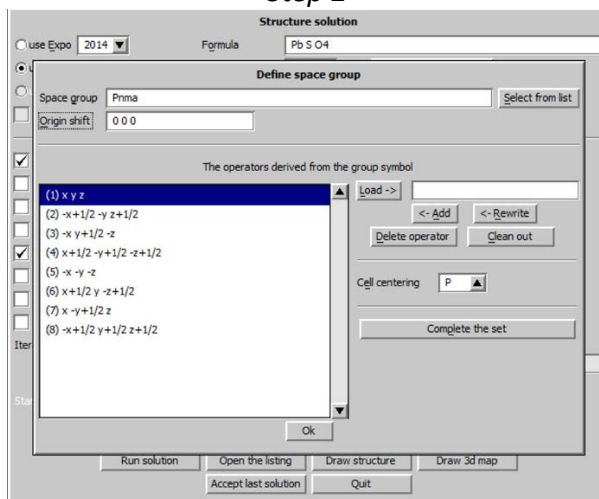 Step 2
Structure solution
use Expo 2014 Formula Pb S O4
Define space group
Space group Pnma Select from list
Origin shift 0 0 0
The operators derived from the group symbol
(1) x y z
(2) -x+1/2 -y z+1/2
(3) -x y+1/2 -z
(4) x+1/2 -y+1/2 -z+1/2
(5) -x -y -z
(6) x+1/2 y -z+1/2
(7) x -y+1/2 z
(8) -x+1/2 y+1/2 z+1/2
Load ->
<- Add <- Rewrite
Delete operator Clean out
Cell centering P
Complete the set
Iter
Ok
Run solution Open the listing Draw structure Draw 3d map
Accept last solution Quit